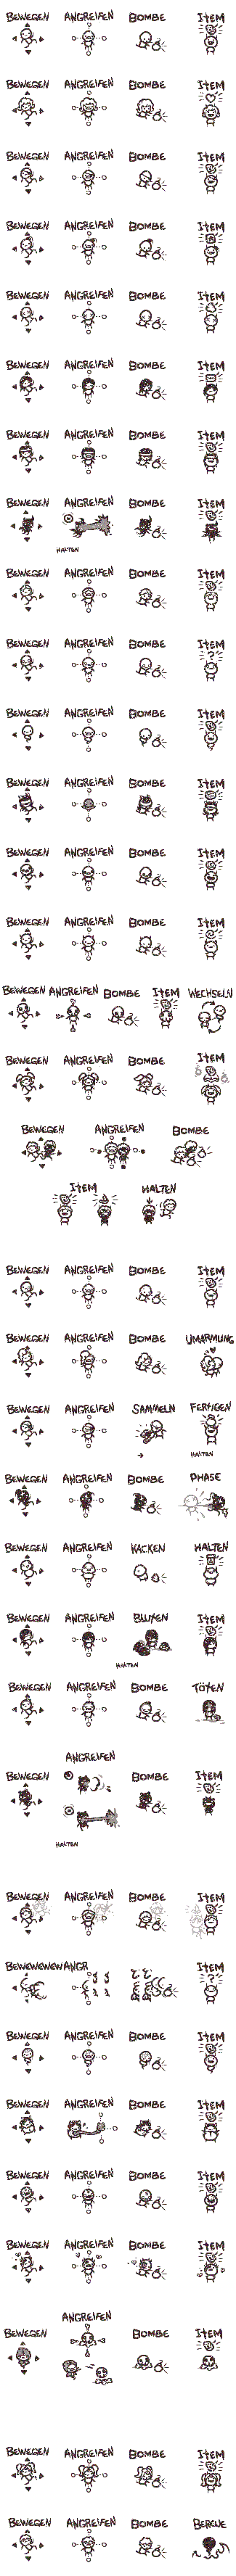 BEWEGEN ANGREIFEN BOMBE ITEM
BEWEGEN ANGREIFEN BOMBE ITEM
BEWEGEN ANGREIFEN BOMBE ITEM
BEWEGEN ANGREIFEN BOMBE ITEM
BEWEGEN ANGREIFEN BOMBE ITEM
BEWEGEN ANGREIFEN BOMBE ITEM
BEWEGEN ANGREIFEN BOMBE ITEM
BEWEGEN ANGREIFEN BOMBE ITEM
HALTEN
BEWEGEN ANGREIFEN BOMBE ITEM
BEWEGEN ANGREIFEN BOMBE ITEM
?
BEWEGEN ANGREIFEN BOMBE ITEM
BEWEGEN ANGREIFEN BOMBE ITEM
BEWEGEN ANGREIFEN BOMBE ITEM
BEWEGEN ANGREIFEN BOMBE ITEM
BEWEGEN ANGREIFEN BOMBE ITEM WECHSELN
BEWEGEN ANGREIFEN BOMBE ITEM
BEWEGEN ANGREIFEN BOMBE
ITEM HALTEN
BEWEGEN ANGREIFEN BOMBE ITEM
BEWEGEN ANGREIFEN BOMBE UMARMUNG
BEWEGEN ANGREIFEN SAMMELN FERTIGEN
HALTEN
BEWEGEN ANGREIFEN BOMBE PHASE
BEWEGEN ANGREIFEN KACKEN HALTEN
BEWEGEN ANGREIFEN BLUTEN ITEM
HALTEN
BEWEGEN ANGREIFEN BOMBE TÖTEN
ANGREIFEN
BEWEGEN BOMBE ITEM
HALTEN
BEWEGEN ANGREIFEN BOMBE ITEM
BEWEWEWEW ANGR ITEM
?
BEWEGEN ANGREIFEN BOMBE ITEM
BEWEGEN ANGREIFEN BOMBE ITEM
BEWEGEN ANGREIFEN BOMBE ITEM
BEWEGEN ANGREIFEN BOMBE ITEM
ANGREIFEN
BEWEGEN BOMBE ITEM
BEWEGEN ANGREIFEN BOMBE ITEM
BEWEGEN ANGREIFEN BOMBE